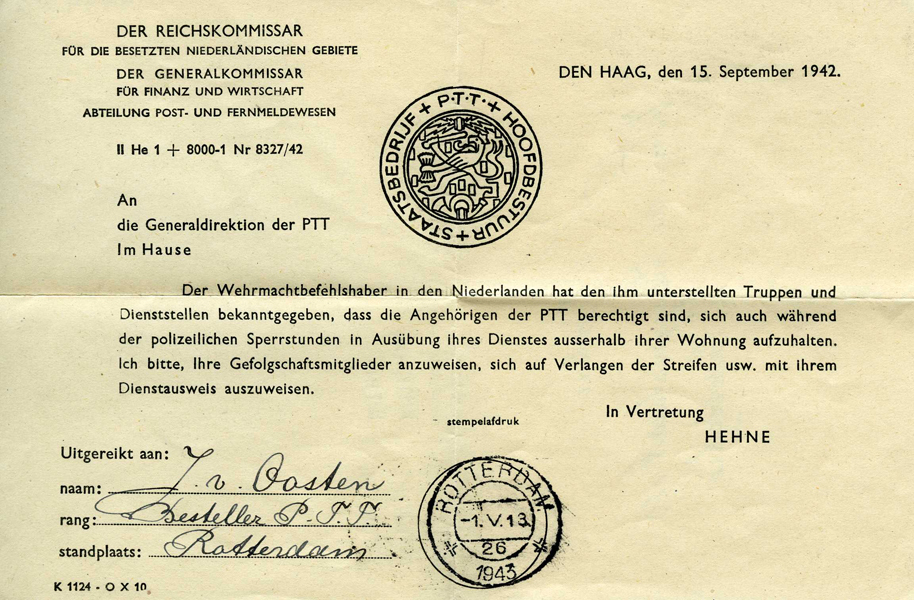 DER REICHSKOMMISSAR
FÜR DIE BESETZTEN NIEDERLÄNDISCHEN GEBIETE
DER GENERALKOMMISSAR
FÜR FINANZ UND WIRTSCHAFT
ABTEILUNG POST- UND FERNMELDEWESEN
DEN HAAG, den 15. September 1942.
II He 1 + 8000-1 Nr 8327/42
STAATSBEDRIJF + P·T·T· + HOOFDBESTUUR +
An
die Generaldirektion der PTT
Im Hause
Der Wehrmachtbefehlshaber in den Niederlanden hat den ihm unterstellten Truppen und
Dienststellen bekanntgegeben, dass die Angehörigen der PTT berechtigt sind, sich auch während
der polizeilichen Sperrstunden in Ausübung ihres Dienstes ausserhalb ihrer Wohnung aufzuhalten.
Ich bitte, Ihre Gefolgschaftsmitglieder anzuweisen, sich auf Verlangen der Streifen usw. mit ihrem
Dienstausweis auszuweisen.
In Vertretung
HEHNE
stempelafdruk
Uitgereikt aan:
naam: J. v. Oosten
rang: Besteller P.T.T.
standplaats: Rotterdam
ROTTERDAM
-1.V.13
26
1943
K 1124 - O X 10